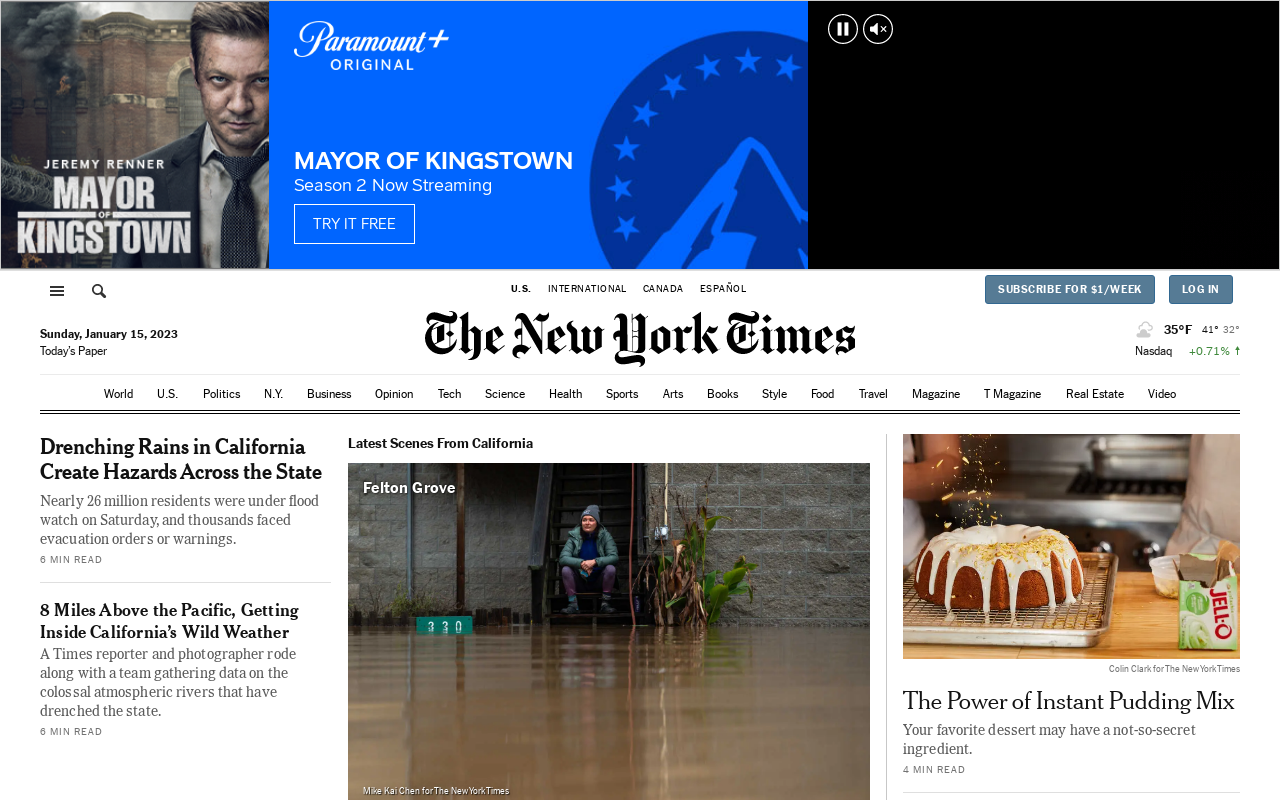 JEREMY RENNER
MAYOR
OF
KINGSTOWN
Paramount+
ORIGINAL
MAYOR OF KINGSTOWN
Season 2 Now Streaming
TRY IT FREE
U.S. INTERNATIONAL CANADA ESPAÑOL
SUBSCRIBE FOR $1/WEEK LOG IN
Sunday, January 15, 2023
Today's Paper
The New York Times
35°F 41° 32°
Nasdaq +0.71%
World U.S. Politics N.Y. Business Opinion Tech Science Health Sports Arts Books Style Food Travel Magazine T Magazine Real Estate Video
Drenching Rains in California
Create Hazards Across the State
Nearly 26 million residents were under flood
watch on Saturday, and thousands faced
evacuation orders or warnings.
6 MIN READ
8 Miles Above the Pacific, Getting
Inside California's Wild Weather
A Times reporter and photographer rode
along with a team gathering data on the
colossal atmospheric rivers that have
drenched the state.
6 MIN READ
Latest Scenes From California
Felton Grove
330
Mike Kai Chen for The New York Times
JELL-O
Colin Clark for The New York Times
The Power of Instant Pudding Mix
Your favorite dessert may have a not-so-secret
ingredient.
4 MIN READ